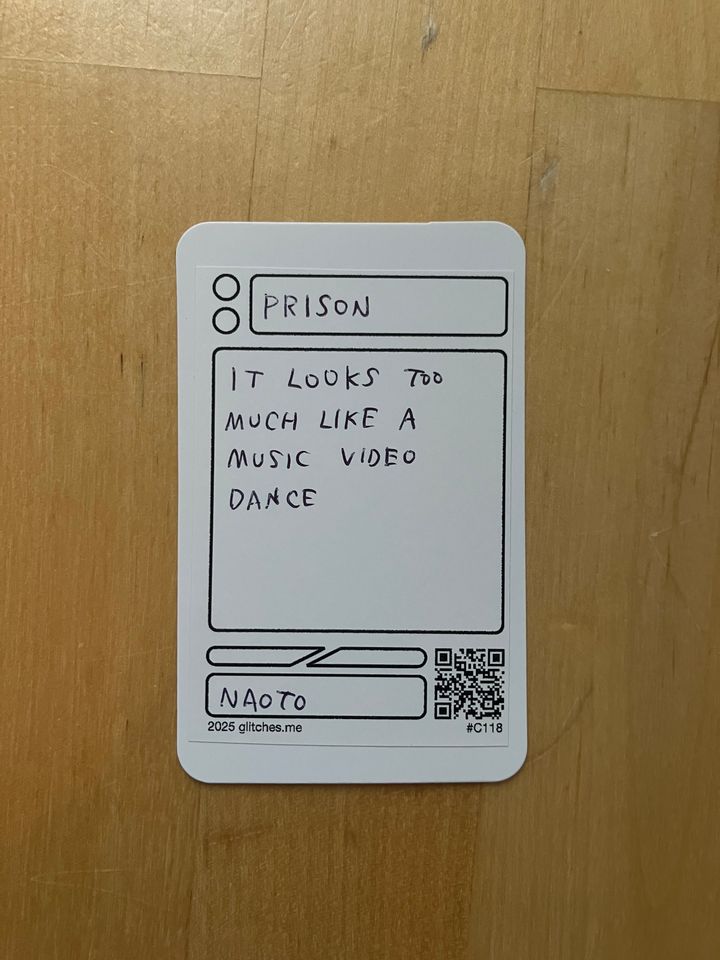 PRISON
IT LOOKS TOO
MUCH LIKE A
MUSIC VIDEO
DANCE
NAOTO
2025 glitches.me
#C118